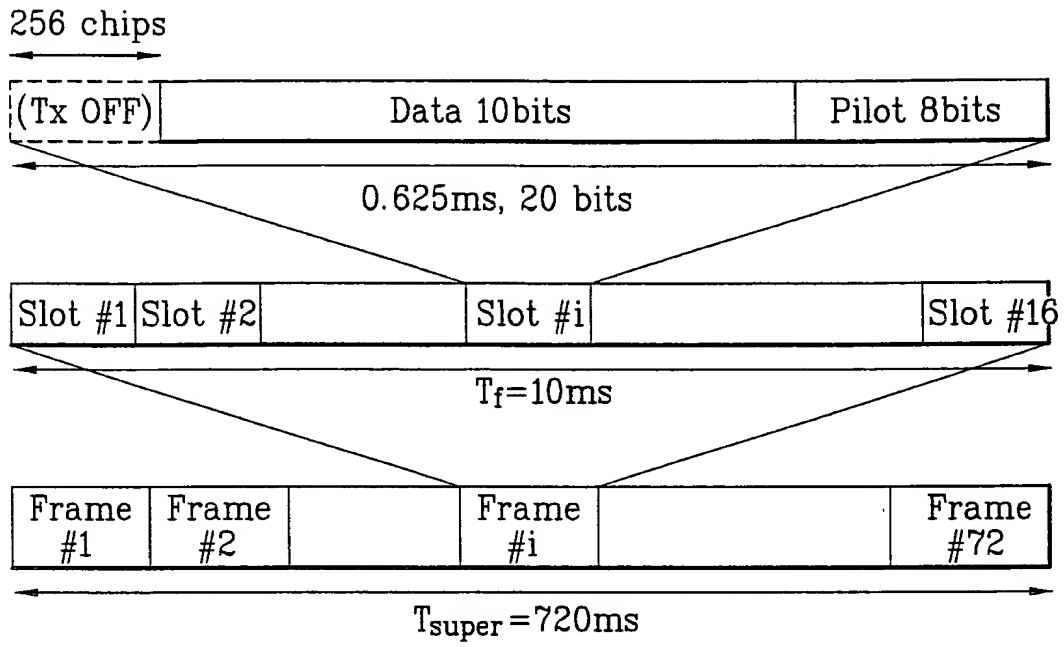 256 chips
(Tx OFF) Data 10bits Pilot 8bits
0.625ms, 20 bits
Slot #1 Slot #2 Slot #i Slot #16
Tf=10ms
Frame #1 Frame #2 Frame #i Frame #72
Tsuper=720ms